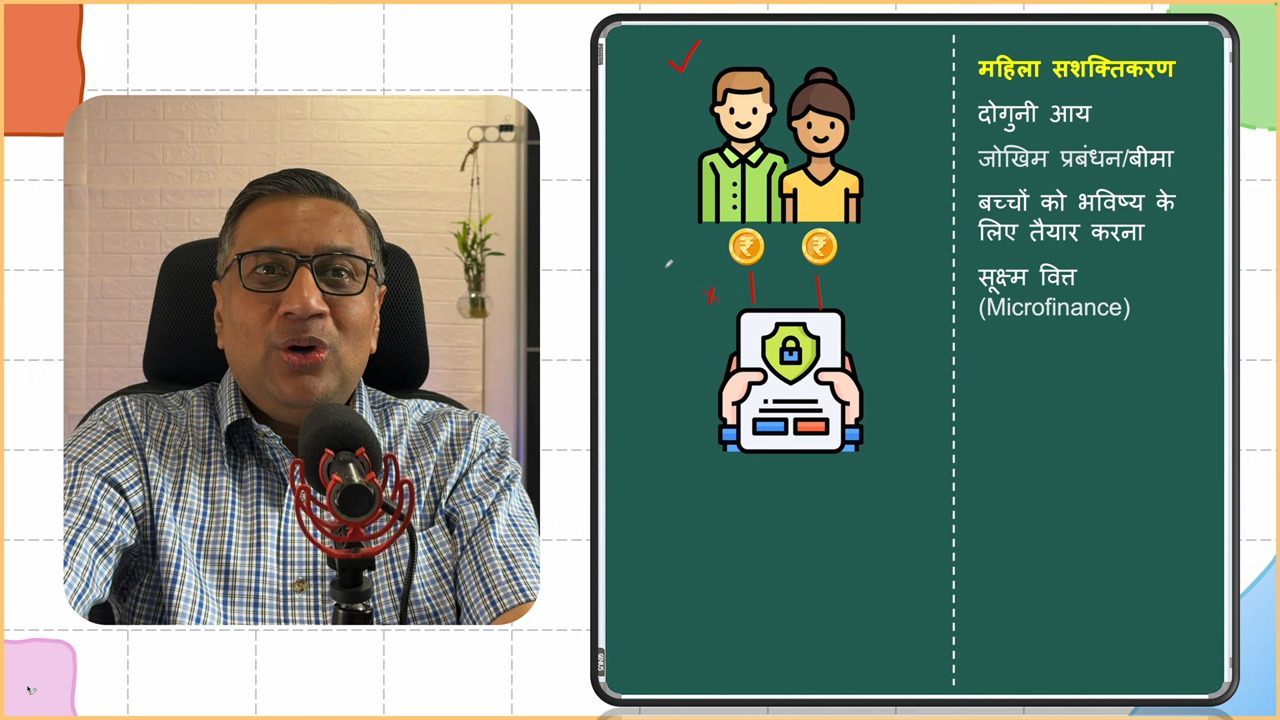 महिला सशक्तिकरण
दोगुनी आय
जोखिम प्रबंधन/बीमा
बच्चों को भविष्य के
लिए तैयार करना
सूक्ष्म वित्त
(Microfinance)